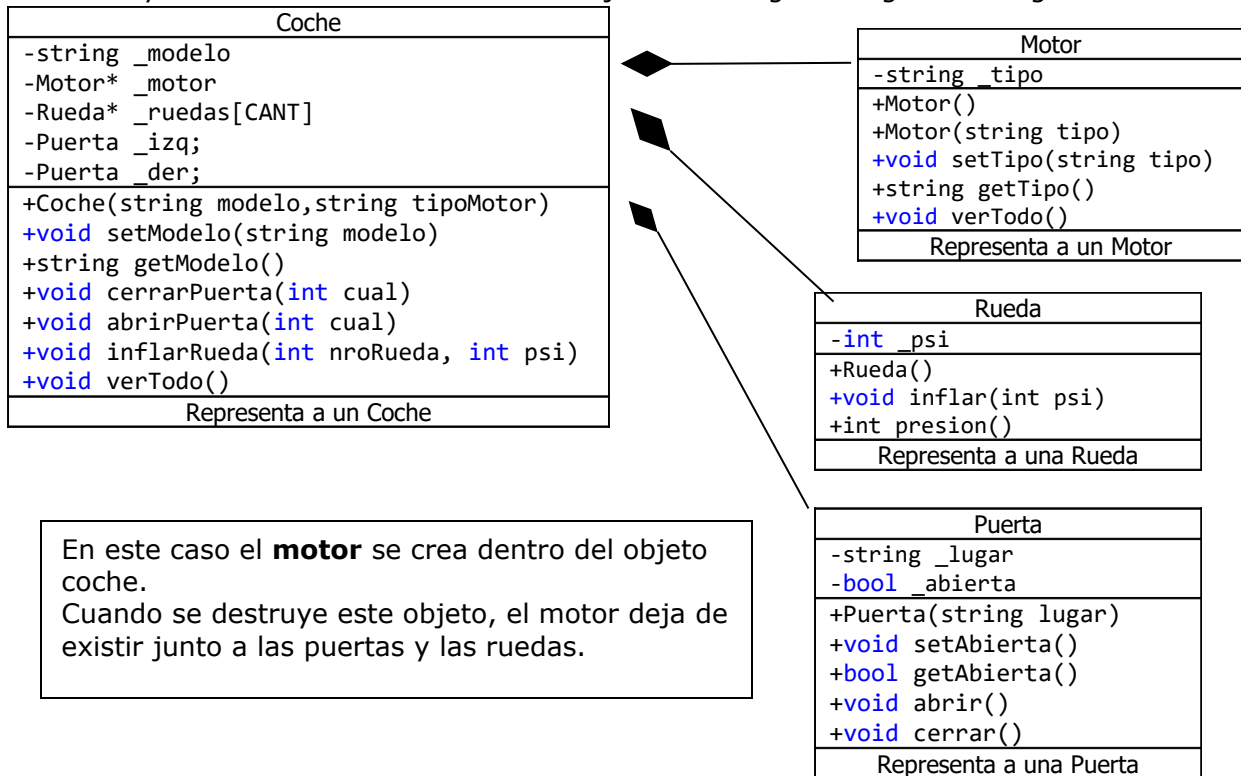 Coche
-string _modelo
-Motor* _motor
-Rueda* _ruedas[CANT]
-Puerta _izq;
-Puerta _der;
+Coche(string modelo,string tipoMotor)
+void setModelo(string modelo)
+string getModelo()
+void cerrarPuerta(int cual)
+void abrirPuerta(int cual)
+void inflarRueda(int nroRueda, int psi)
+void verTodo()
Representa a un Coche
Motor
-string _tipo
+Motor()
+Motor(string tipo)
+void setTipo(string tipo)
+string getTipo()
+void verTodo()
Representa a un Motor
Rueda
-int _psi
+Rueda()
+void inflar(int psi)
+int presion()
Representa a una Rueda
En este caso el motor se crea dentro del objeto
coche.
Cuando se destruye este objeto, el motor deja de
existir junto a las puertas y las ruedas.
Puerta
-string _lugar
-bool _abierta
+Puerta(string lugar)
+void setAbierta()
+bool getAbierta()
+void abrir()
+void cerrar()
Representa a una Puerta